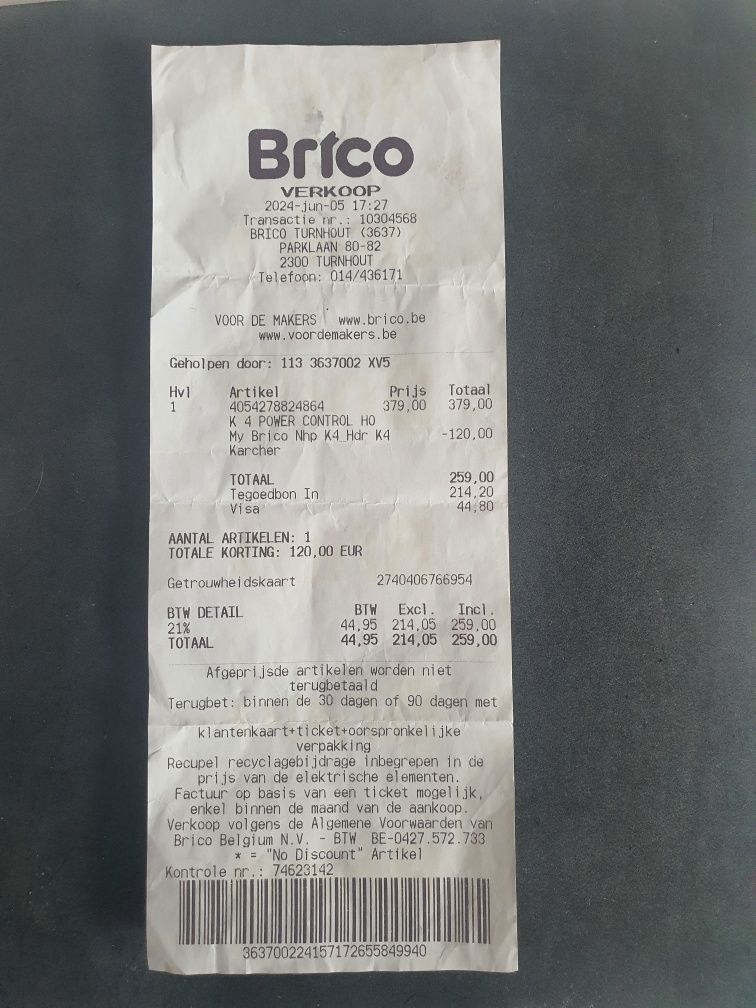 Brico
VERKOOP
2024-jun-05 17:27
Transactie nr.: 10304568
BRICO TURNHOUT (3637)
PARKLAAN 80-82
2300 TURNHOUT
Telefoon: 014/436171
VOOR DE MAKERS www.brico.be
www.voordemakers.be
Geholpen door: 113 3637002 XV5
Hvl Artikel Prijs Totaal
1 4054278824864 379,00 379,00
K 4 POWER CONTROL HO
My Brico Nhp K4_Hdr K4 -120,00
Karcher
TOTAAL 259,00
Tegoedbon In 214,20
Visa 44,80
AANTAL ARTIKELEN: 1
TOTALE KORTING: 120,00 EUR
Getrouwheidskaart 2740406766954
BTW DETAIL BTW Excl. Incl.
21% 44,95 214,05 259,00
TOTAAL 44,95 214,05 259,00
Afgeprijsde artikelen worden niet
terugbetaald
Terugbet: binnen de 30 dagen of 90 dagen met
klantenkaart+ticket+oorspronkelijke
verpakking
Recupel recyclagebijdrage inbegrepen in de
prijs van de elektrische elementen.
Factuur op basis van een ticket mogelijk,
enkel binnen de maand van de aankoop.
Verkoop volgens de Algemene Voorwaarden van
Brico Belgium N.V. - BTW BE-0427.572.733
* = "No Discount" Artikel
Kontrole nr.: 74623142
363700224157172655849940